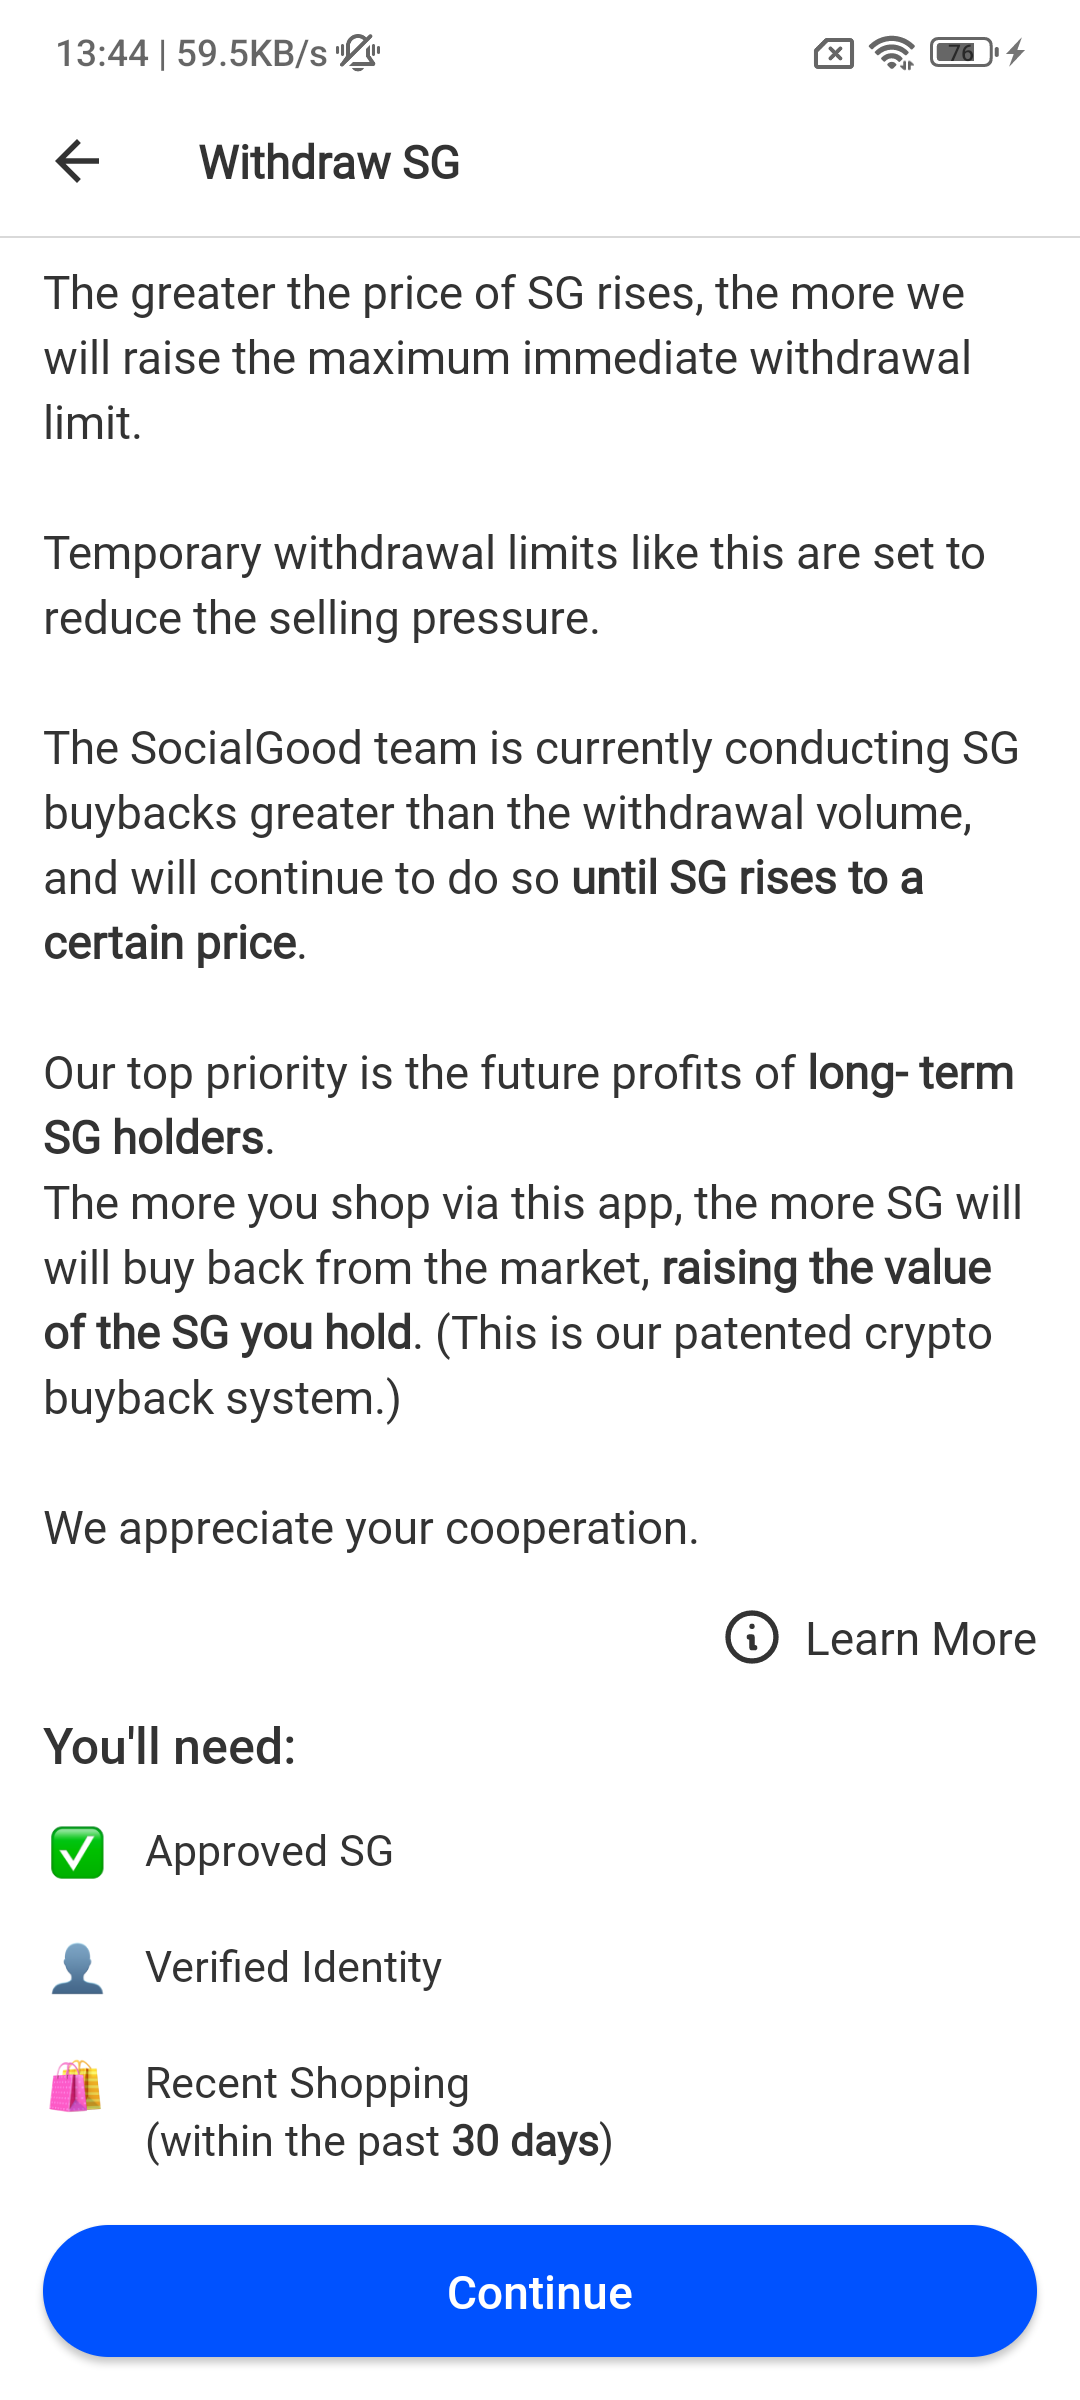 13:44 | 59.5KB/s
76
Withdraw SG
The greater the price of SG rises, the more we
will raise the maximum immediate withdrawal
limit.
Temporary withdrawal limits like this are set to
reduce the selling pressure.
The SocialGood team is currently conducting SG
buybacks greater than the withdrawal volume,
and will continue to do so until SG rises to a
certain price.
Our top priority is the future profits of long- term
SG holders.
The more you shop via this app, the more SG will
will buy back from the market, raising the value
of the SG you hold. (This is our patented crypto
buyback system.)
We appreciate your cooperation.
Learn More
You'll need:
Approved SG
Verified Identity
Recent Shopping
(within the past 30 days)
Continue